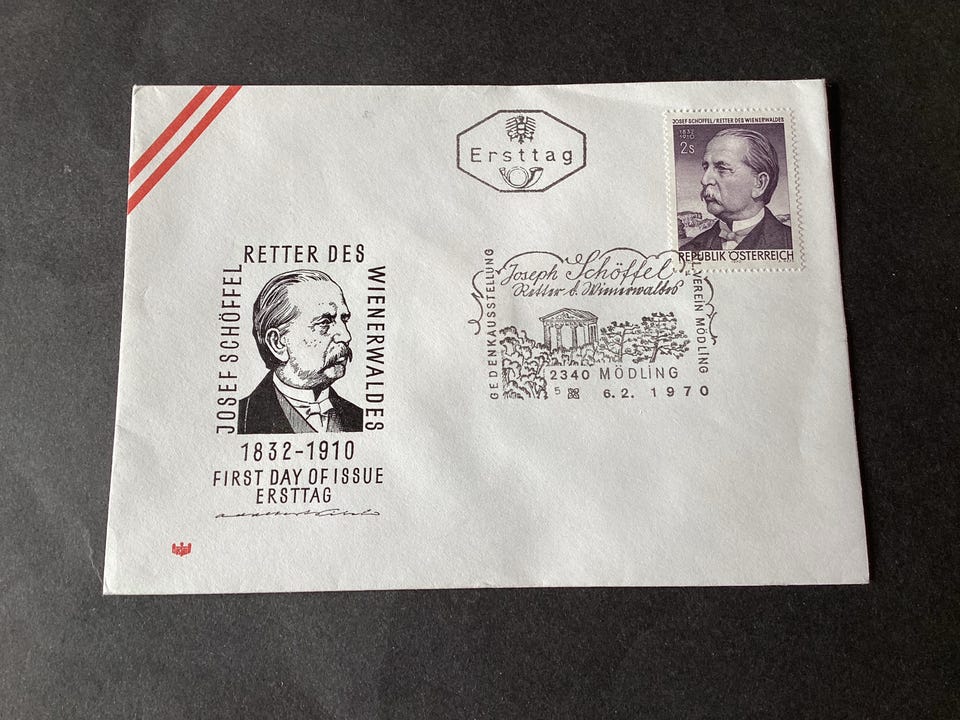 Ersttag
JOSEF SCHÖFFEL/RETTER DES WIENERWALDES
1832
1910
2s
REPUBLIK ÖSTERREICH
JOSEF SCHÖFFEL
RETTER DES
WIENERWALDES
1832-1910
FIRST DAY OF ISSUE
ERSTTAG
GEDENKAUSSTELLUNG
Joseph Schöffel
Retter d. Wienerwaldes
VEREIN MÖDLING
2340 MÖDLING
5
6.2. 1970